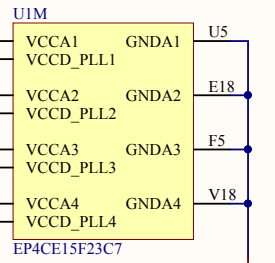 U1M
VCCA1 GNDA1 U5
VCCD_PLL1
VCCA2 GNDA2 E18
VCCD_PLL2
VCCA3 GNDA3 F5
VCCD_PLL3
VCCA4 GNDA4 V18
VCCD_PLL4
EP4CE15F23C7